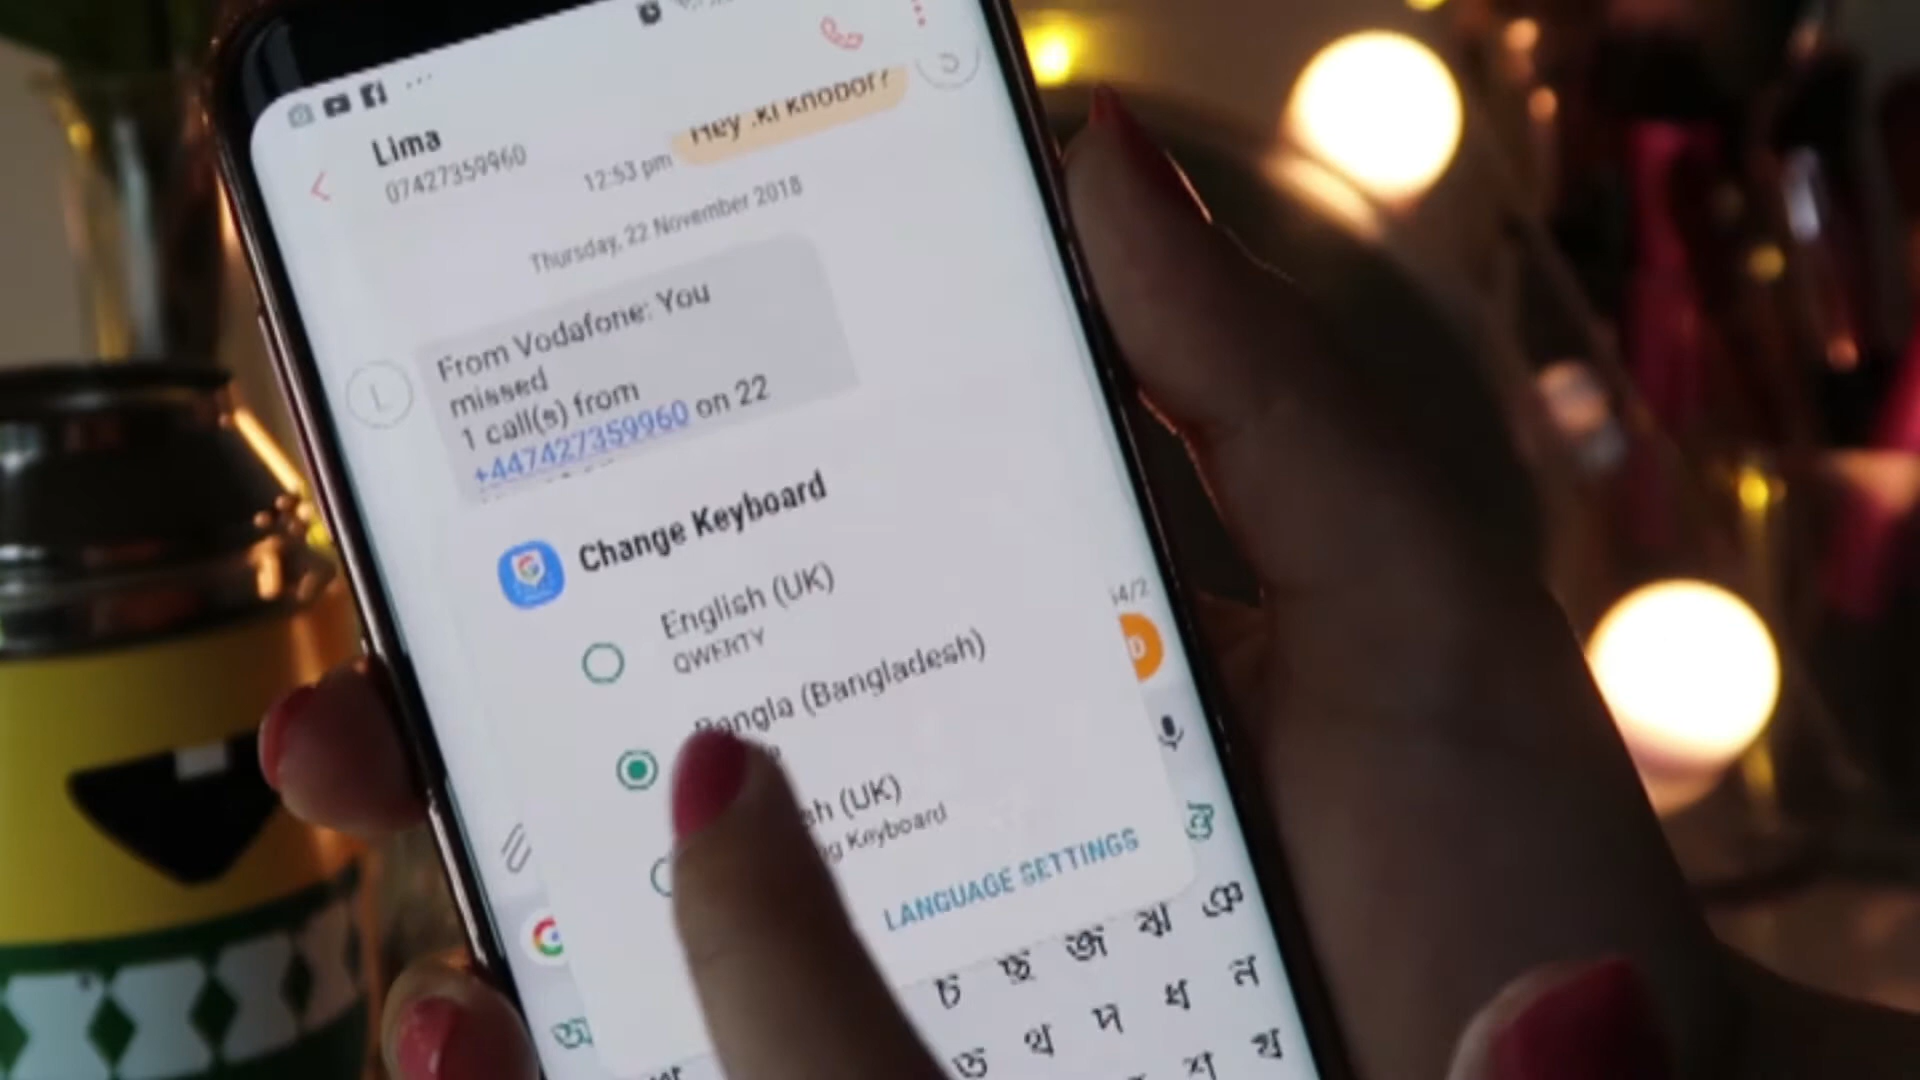 Lima
07427359960
Hey .ki khobor?
12:53 pm
Thursday, 22 November 2018
L
From Vodafone: You
missed
1 call(s) from
+447427359960 on 22
Change Keyboard
English (UK)
QWERTY
Bangla (Bangladesh)
(UK)
Keyboard
LANGUAGE SETTINGS
চ ছ জ ঝ ঞ
ত থ দ ধ ন